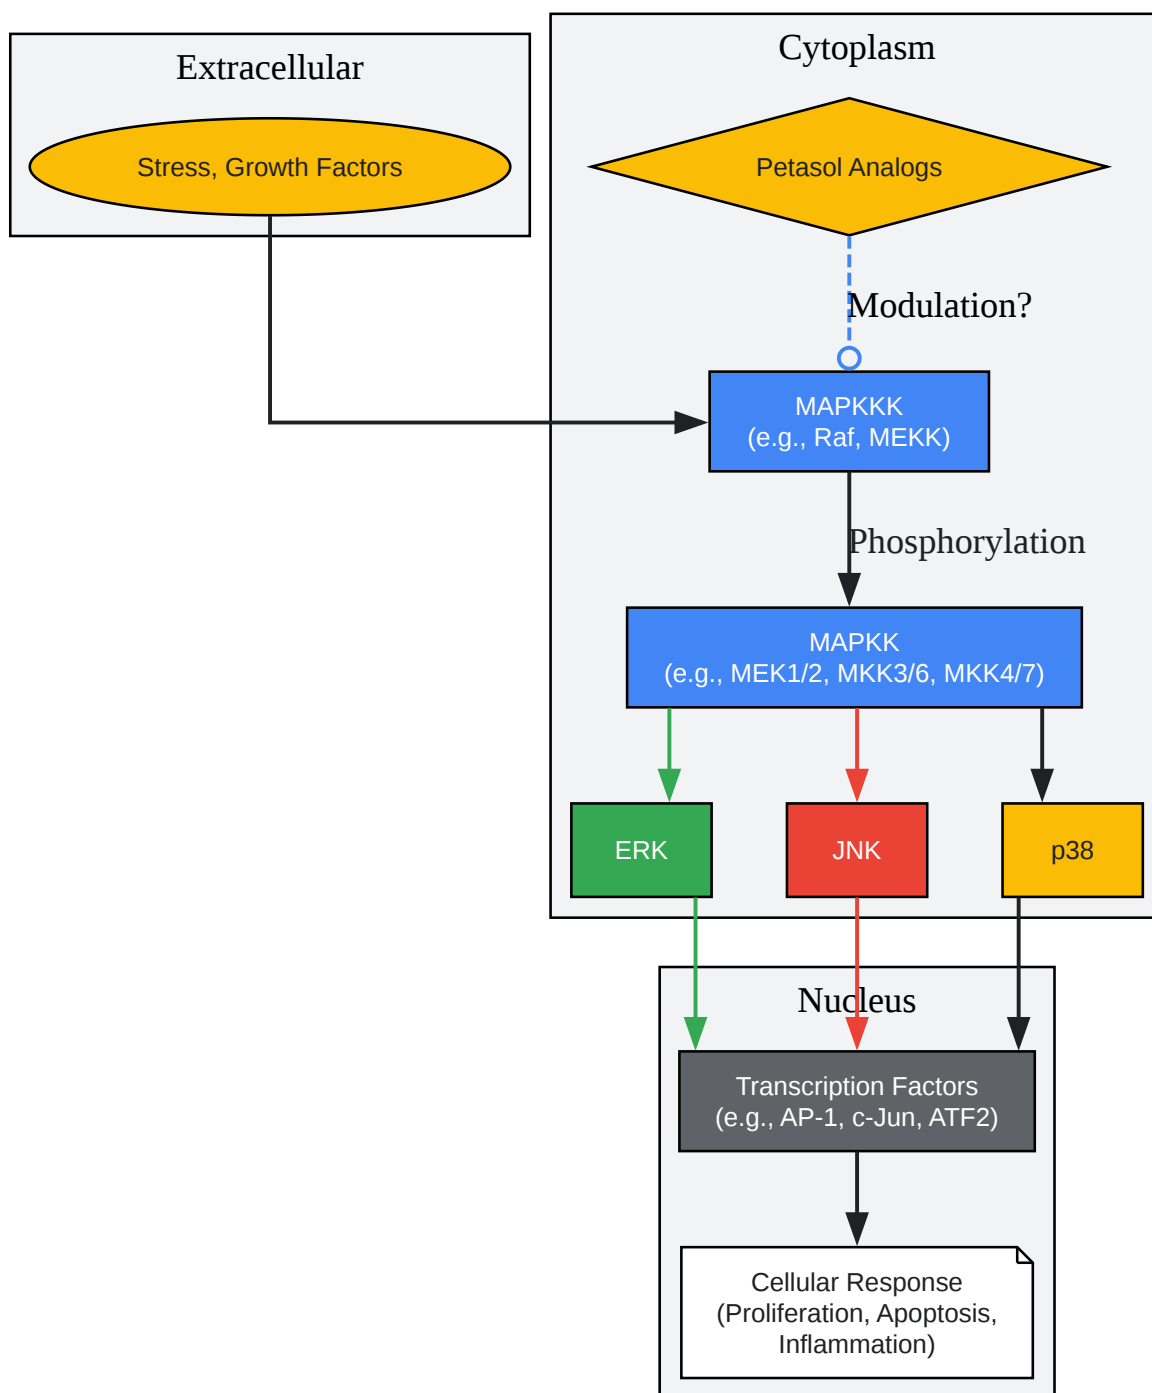 Extracellular
Stress, Growth Factors
Cytoplasm
Petasol Analogs
Modulation?
MAPKKK
(e.g., Raf, MEKK)
Phosphorylation
MAPKK
(e.g., MEK1/2, MKK3/6, MKK4/7)
ERK
JNK
p38
Nucleus
Transcription Factors
(e.g., AP-1, c-Jun, ATF2)
Cellular Response
(Proliferation, Apoptosis,
Inflammation)